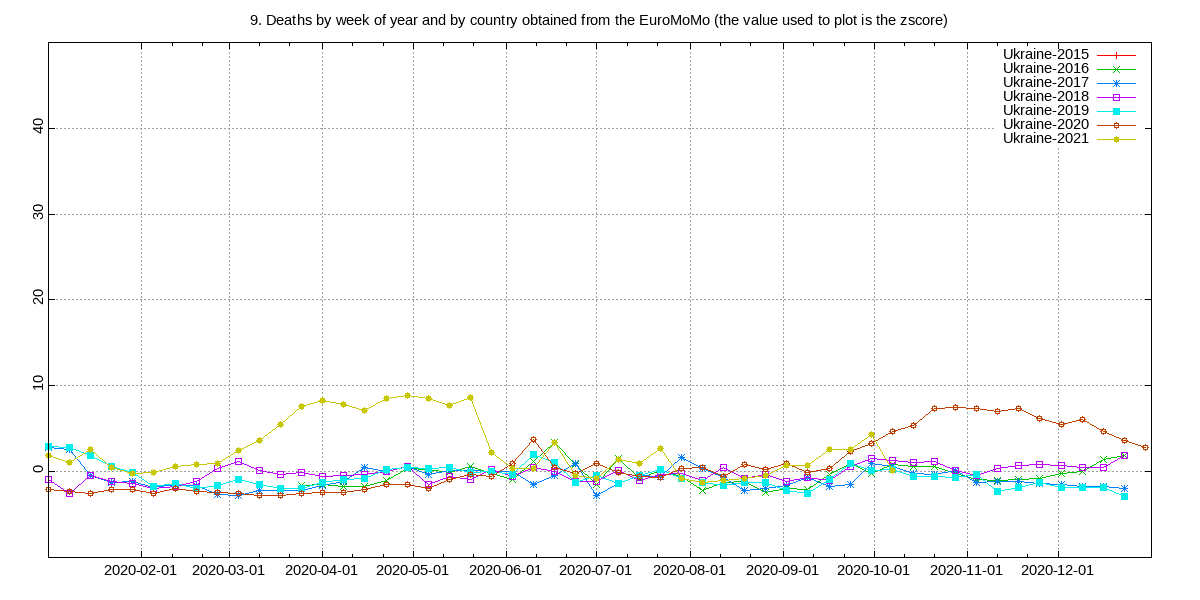 9. Deaths by week of year and by country obtained from the EuroMoMo (the value used to plot is the zscore)
Ukraine-2015
Ukraine-2016
Ukraine-2017
Ukraine-2018
Ukraine-2019
Ukraine-2020
Ukraine-2021
40
30
20
10
0
2020-02-01 2020-03-01 2020-04-01 2020-05-01 2020-06-01 2020-07-01 2020-08-01 2020-09-01 2020-10-01 2020-11-01 2020-12-01